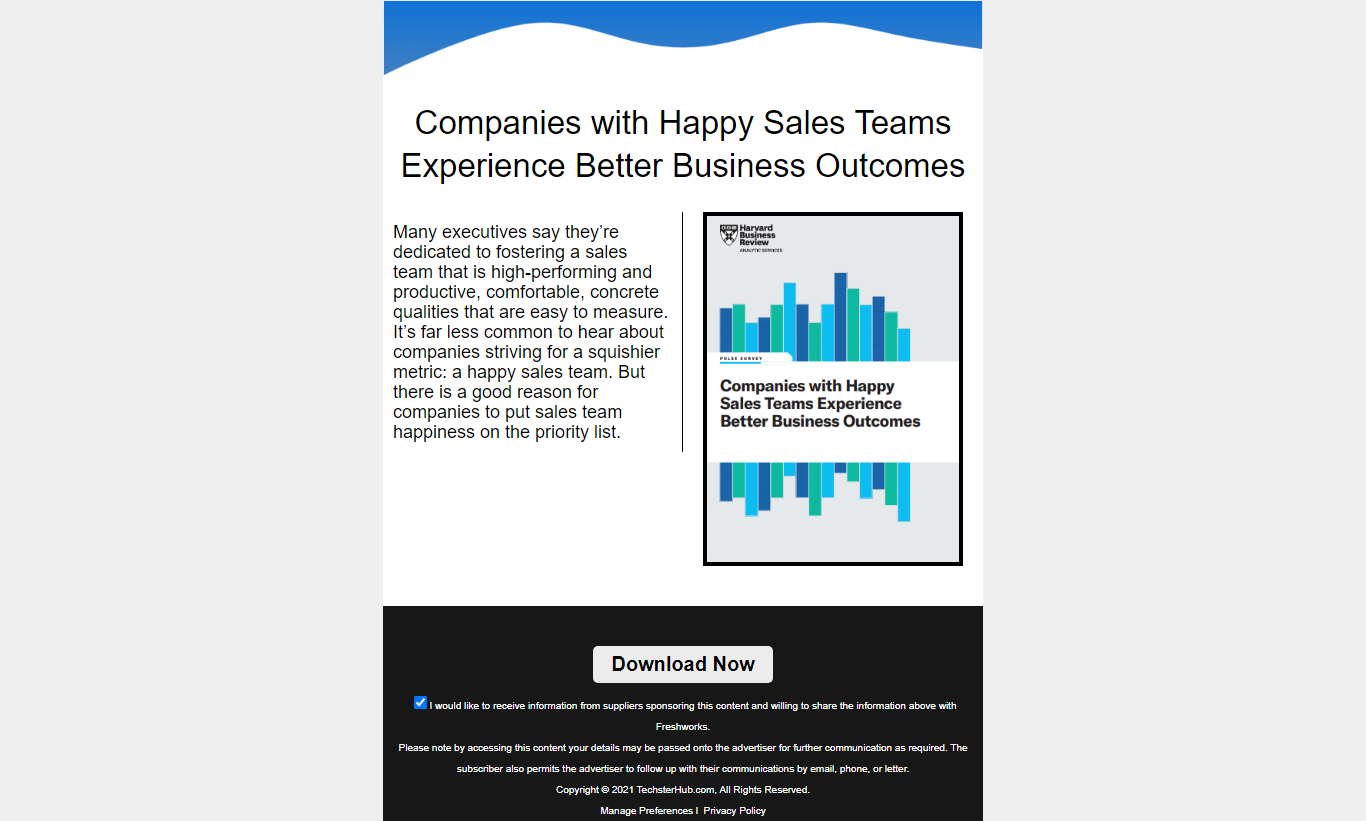 Companies with Happy Sales Teams
Experience Better Business Outcomes
Many executives say they’re
dedicated to fostering a sales
team that is high-performing and
productive, comfortable, concrete
qualities that are easy to measure.
It’s far less common to hear about
companies striving for a squishier
metric: a happy sales team. But
there is a good reason for
companies to put sales team
happiness on the priority list.
Harvard
Business
Review
ANALYTIC SERVICES
PULSE SURVEY
Companies with Happy
Sales Teams Experience
Better Business Outcomes
Download Now
I would like to receive information from suppliers sponsoring this content and willing to share the information above with
Freshworks.
Please note by accessing this content your details may be passed onto the advertiser for further communication as required. The
subscriber also permits the advertiser to follow up with their communications by email, phone, or letter.
Copyright © 2021 TechsterHub.com, All Rights Reserved.
Manage Preferences I Privacy Policy